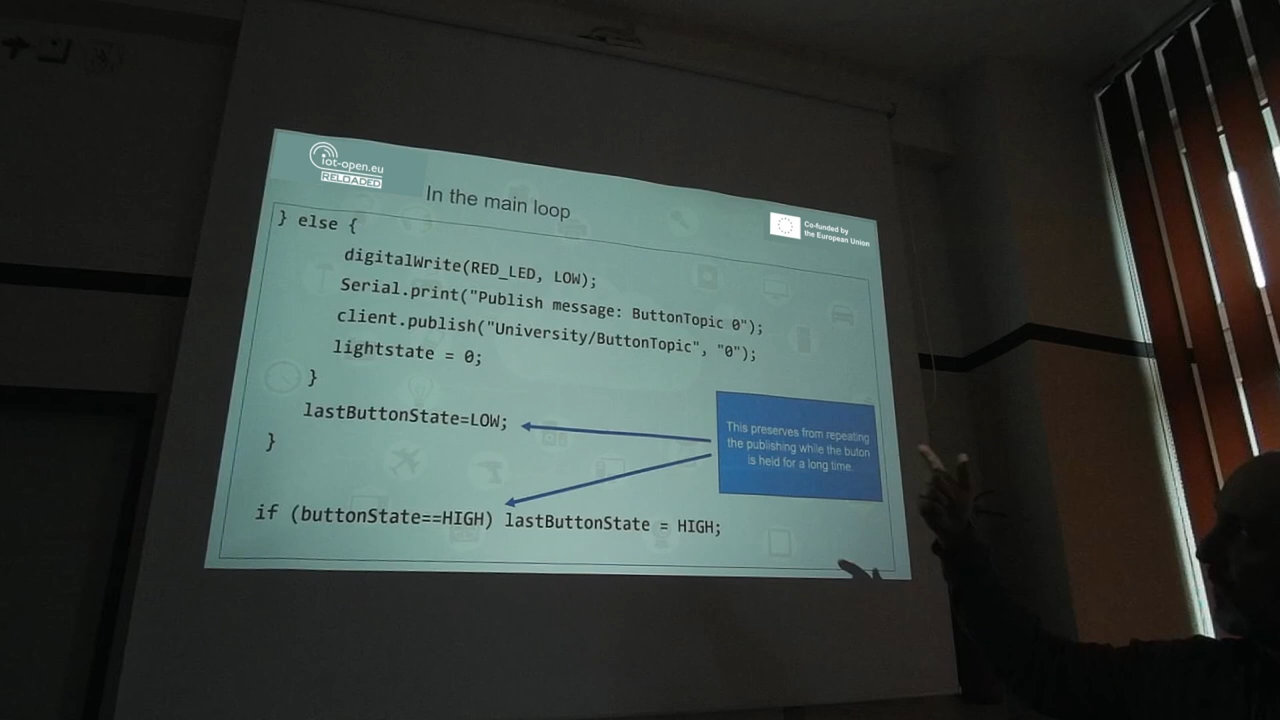 iot-open.eu
RELOADED
In the main loop
Co-funded by
the European Union
} else {
digitalWrite(RED_LED, LOW);
Serial.print("Publish message: ButtonTopic 0");
client.publish("University/ButtonTopic", "0");
lightstate = 0;
}
lastButtonState=LOW;
}
This preserves from repeating
the publishing while the buton
is held for a long time.
if (buttonState==HIGH) lastButtonState = HIGH;